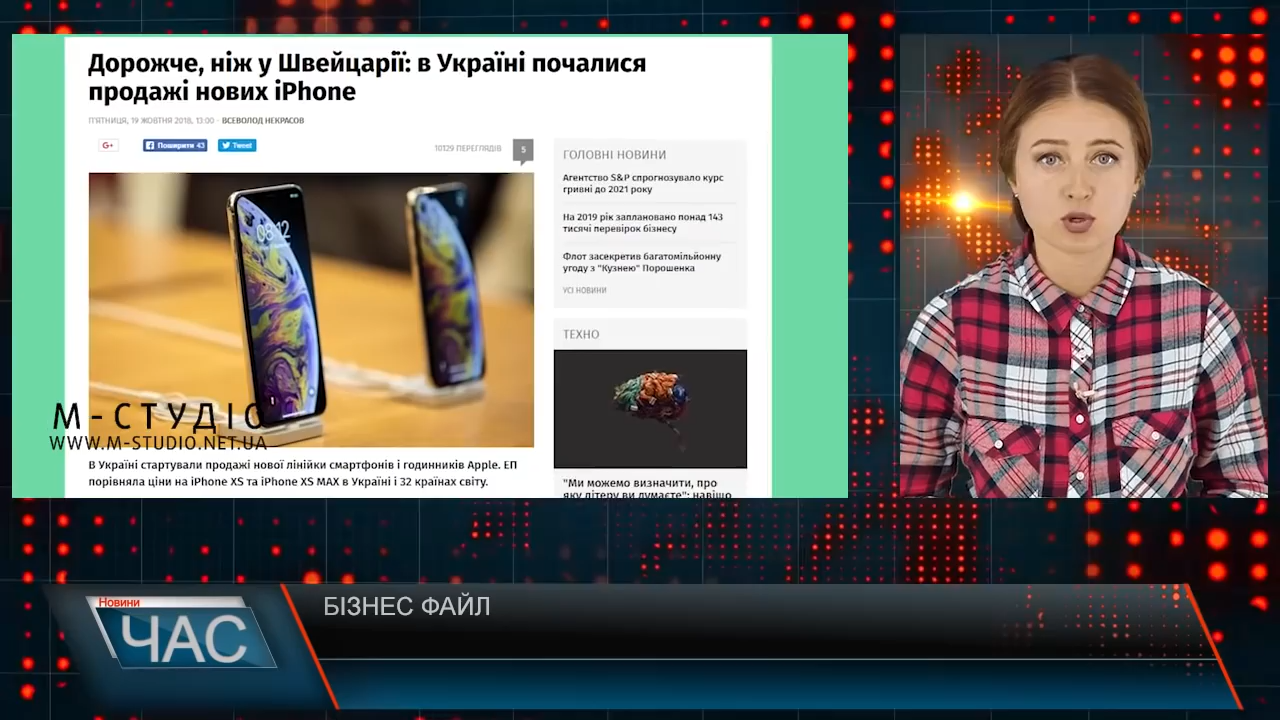 Дорожче, ніж у Швейцарії: в Україні почалися
продажі нових iPhone
П'ЯТНИЦЯ, 19 ЖОВТНЯ 2018, 13:00 - ВСЕВОЛОД НЕКРАСОВ
G+
Поширити 43
Tweet
10129 ПЕРЕГЛЯДІВ
5
08:12
М-СТУДІО
WWW.M-STUDIO.NET.UA
В Україні стартували продажі нової лінійки смартфонів і годинників Apple. ЕП
порівняла ціни на iPhone XS та iPhone XS MAX в Україні і 32 країнах світу.
ГОЛОВНІ НОВИНИ
Агентство S&P спрогнозувало курс
гривні до 2021 року
На 2019 рік заплановано понад 143
тисячі перевірок бізнесу
Флот засекретив багатомільйонну
угоду з "Кузнею" Порошенка
УСІ НОВИНИ
ТЕХНО
"Ми можемо визначити, про
яку літеру ви думаєте": навіщо
Новини
ЧАС
БІЗНЕС ФАЙЛ